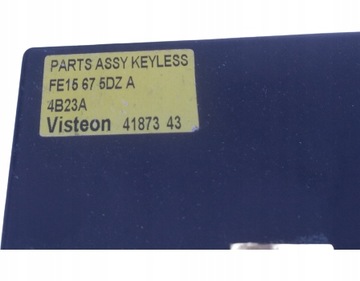 PARTS ASSY KEYLESS
FE15 67 5DZ A
4B23A
Visteon 41873 43